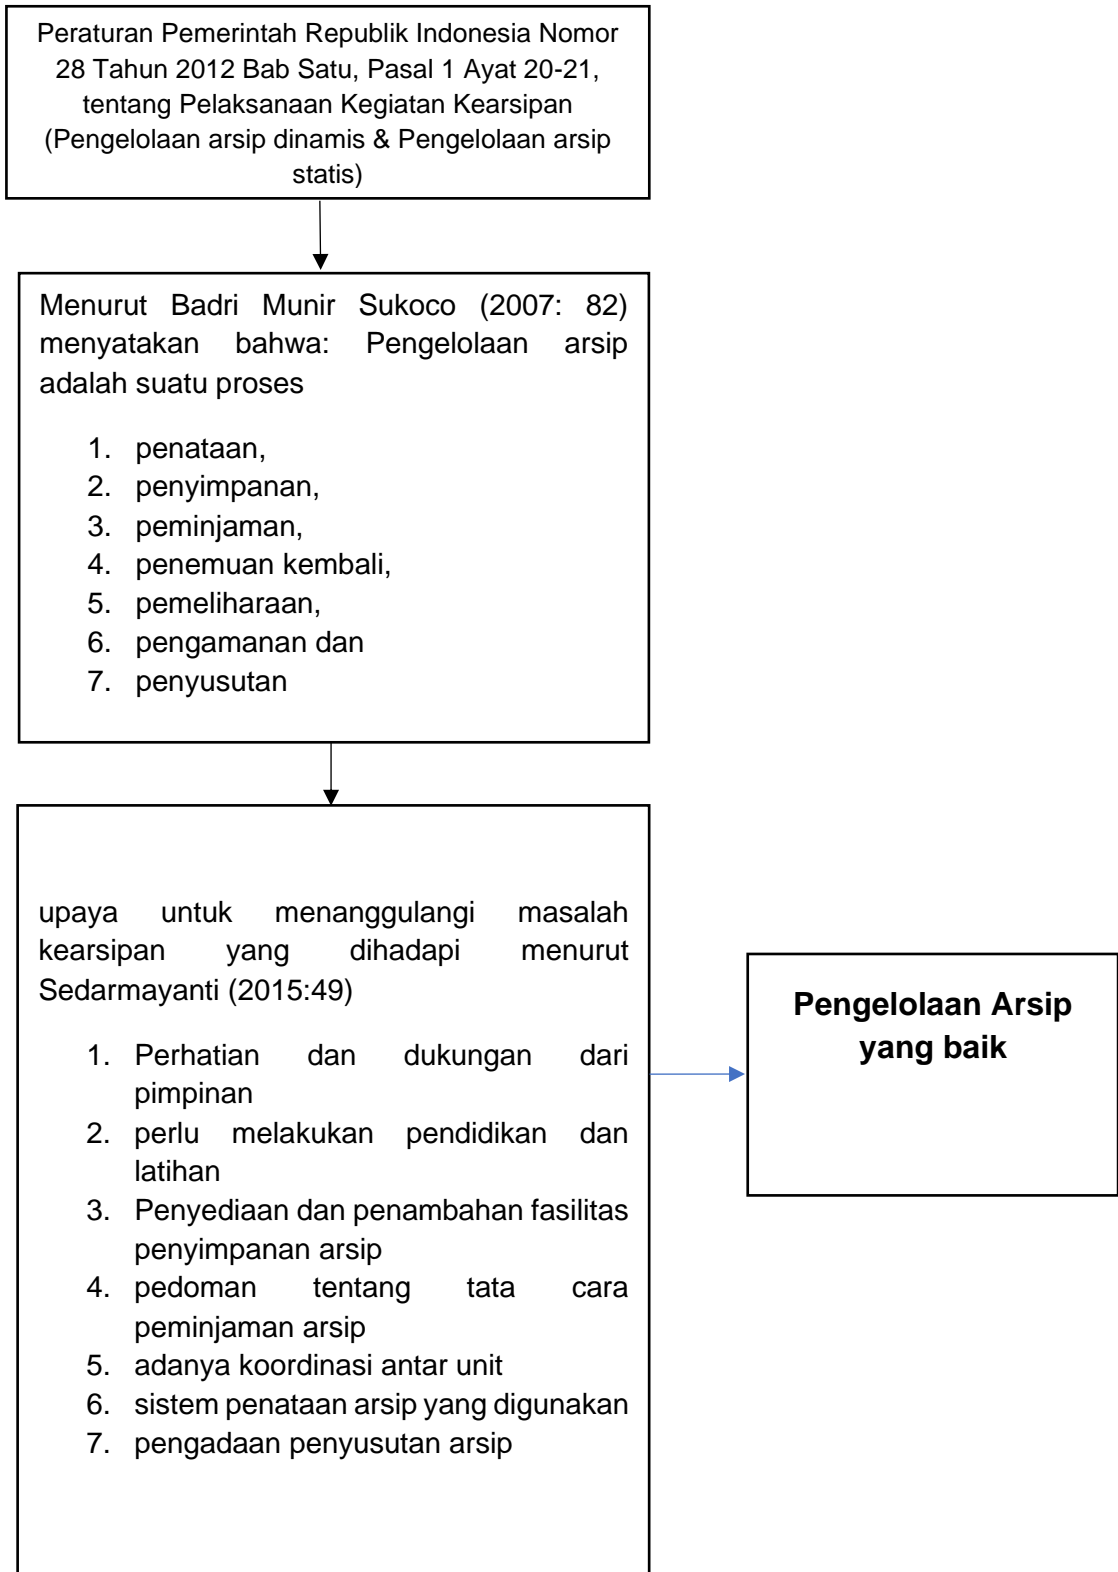 Peraturan Pemerintah Republik Indonesia Nomor
28 Tahun 2012 Bab Satu, Pasal 1 Ayat 20-21,
tentang Pelaksanaan Kegiatan Kearsipan
(Pengelolaan arsip dinamis & Pengelolaan arsip
statis)
Menurut Badri Munir Sukoco (2007: 82)
menyatakan bahwa: Pengelolaan arsip
adalah suatu proses
1. penataan,
2. penyimpanan,
3. peminjaman,
4. penemuan kembali,
5. pemeliharaan,
6. pengamanan dan
7. penyusutan
upaya untuk menanggulangi masalah
kearsipan yang dihadapi menurut
Sedarmayanti (2015:49)
1. Perhatian dan dukungan dari
pimpinan
2. perlu melakukan pendidikan dan
latihan
3. Penyediaan dan penambahan fasilitas
penyimpanan arsip
4. pedoman tentang tata cara
peminjaman arsip
5. adanya koordinasi antar unit
6. sistem penataan arsip yang digunakan
7. pengadaan penyusutan arsip
Pengelolaan Arsip
yang baik